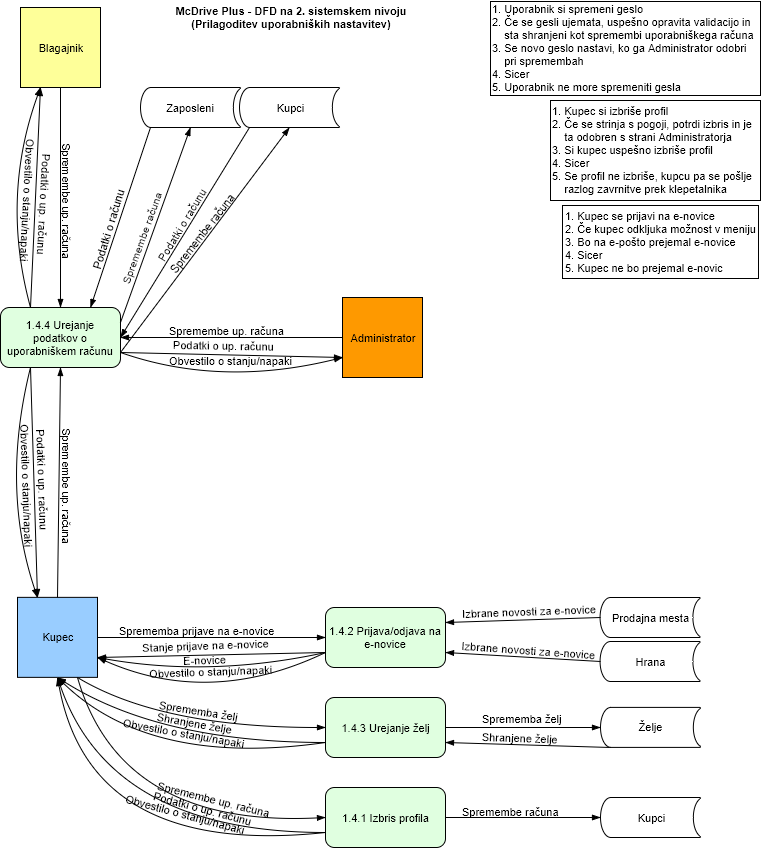 McDrive Plus - DFD na 2. sistemskem nivoju
(Prilagoditev uporabniških nastavitev)
1. Uporabnik si spremeni geslo
2. Če se gesli ujemata, uspešno opravita validacijo in
sta shranjeni kot spremembi uporabniškega računa
3. Se novo geslo nastavi, ko ga Administrator odobri
pri spremembah
4. Sicer
5. Uporabnik ne more spremeniti gesla
1. Kupec si izbriše profil
2. Če se strinja s pogoji, potrdi izbris in je
ta odobren s strani Administratorja
3. Si kupec uspešno izbriše profil
4. Sicer
5. Se profil ne izbriše, kupcu pa se pošlje
razlog zavrnitve prek klepetalnika
1. Kupec se prijavi na e-novice
2. Če kupec odkljuka možnost v meniju
3. Bo na e-pošto prejemal e-novice
4. Sicer
5. Kupec ne bo prejemal e-novic
Blagajnik
Zaposleni
Kupci
Obvestilo o stanju/napaki
Podatki o up. računu
Spremembe up. računa
Podatki o računu
Spremembe računa
Podatki o računu
Spremembe računa
1.4.4 Urejanje
podatkov o
uporabniškem računu
Spremembe up. računa
Podatki o up. računu
Obvestilo o stanju/napaki
Administrator
Obvestilo o stanju/napaki
Podatki o up. računu
Spremembe up. računa
Kupec
Sprememba prijave na e-novice
Stanje prijave na e-novice
E-novice
Obvestilo o stanju/napaki
1.4.2 Prijava/odjava na
e-novice
Izbrane novosti za e-novice
Prodajna mesta
Izbrane novosti za e-novice
Hrana
Sprememba želj
Shranjene želje
Obvestilo o stanju/napaki
1.4.3 Urejanje želj
Sprememba želj
Shranjene želje
Želje
Spremembe up. računa
Podatki o up. računu
Obvestilo o stanju/napaki
1.4.1 Izbris profila
Spremembe računa
Kupci